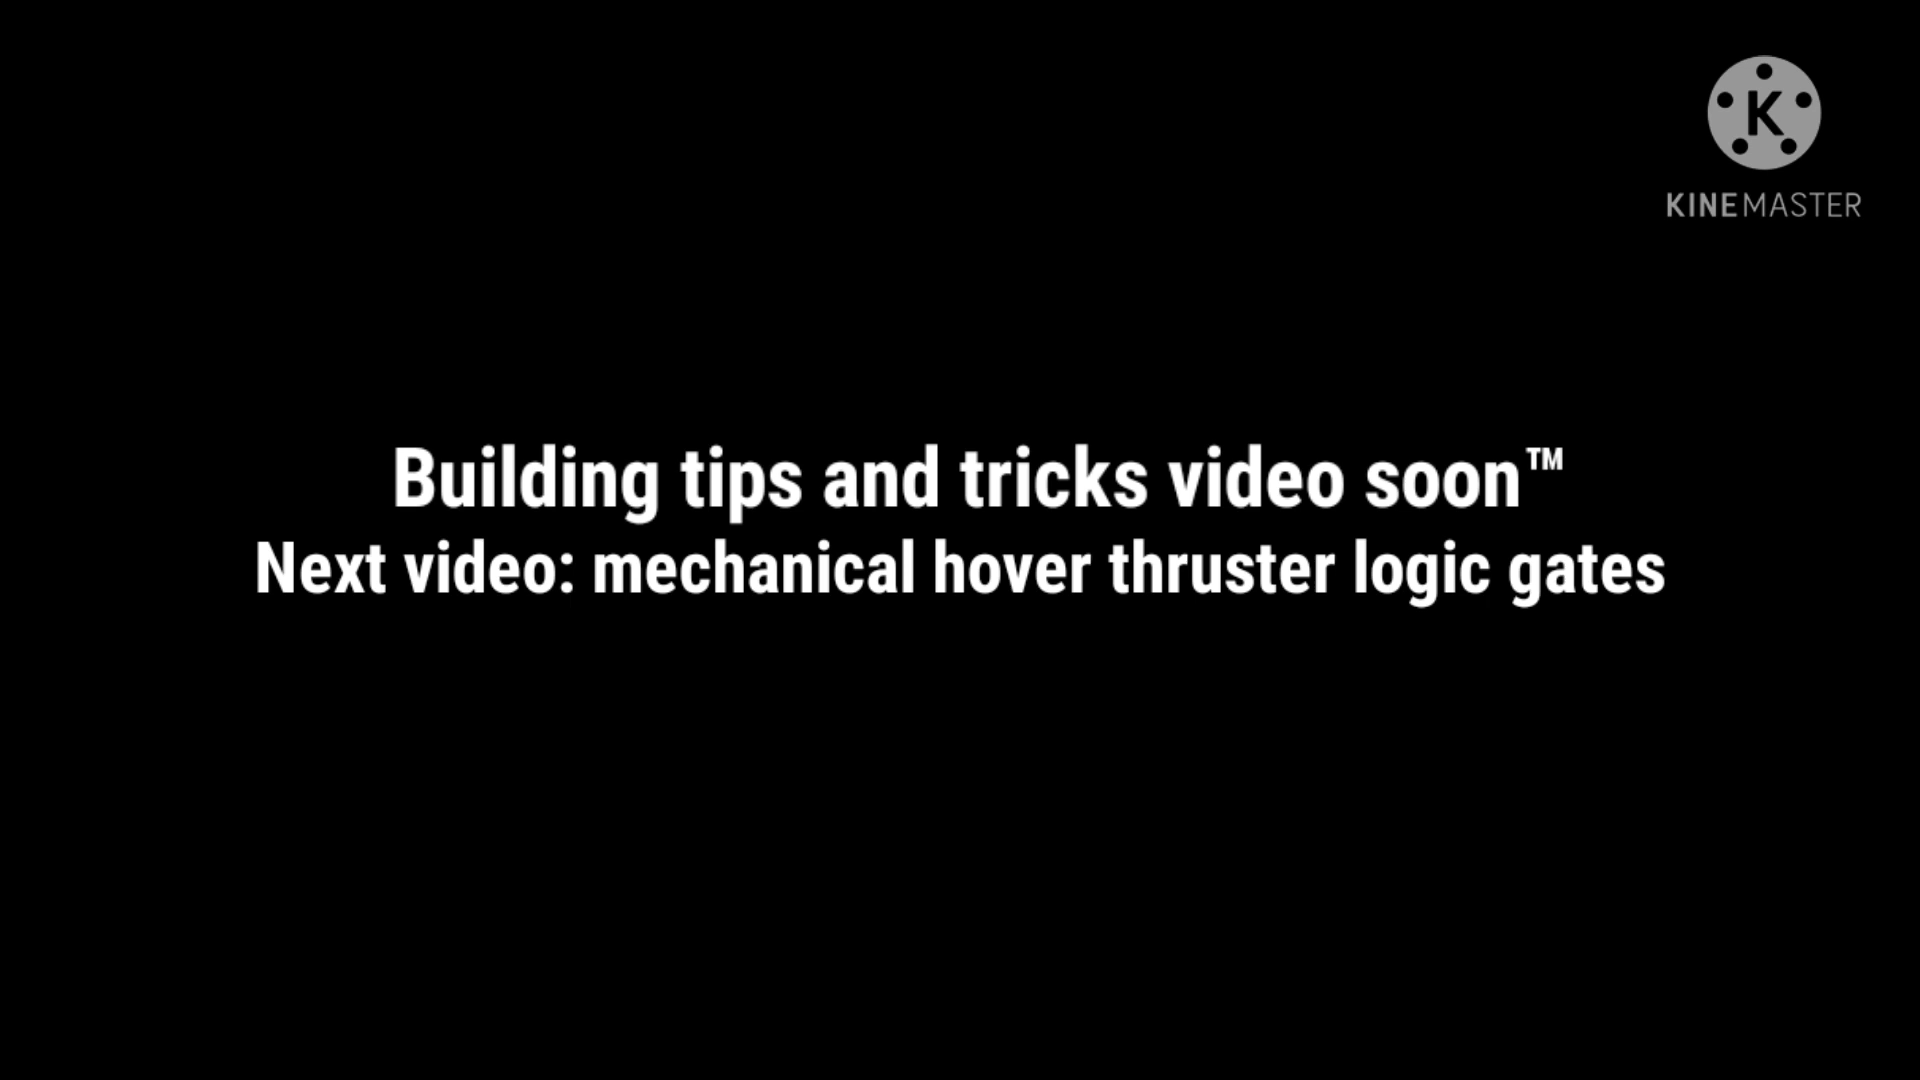 K
KINEMASTER
Building tips and tricks video soon™
Next video: mechanical hover thruster logic gates